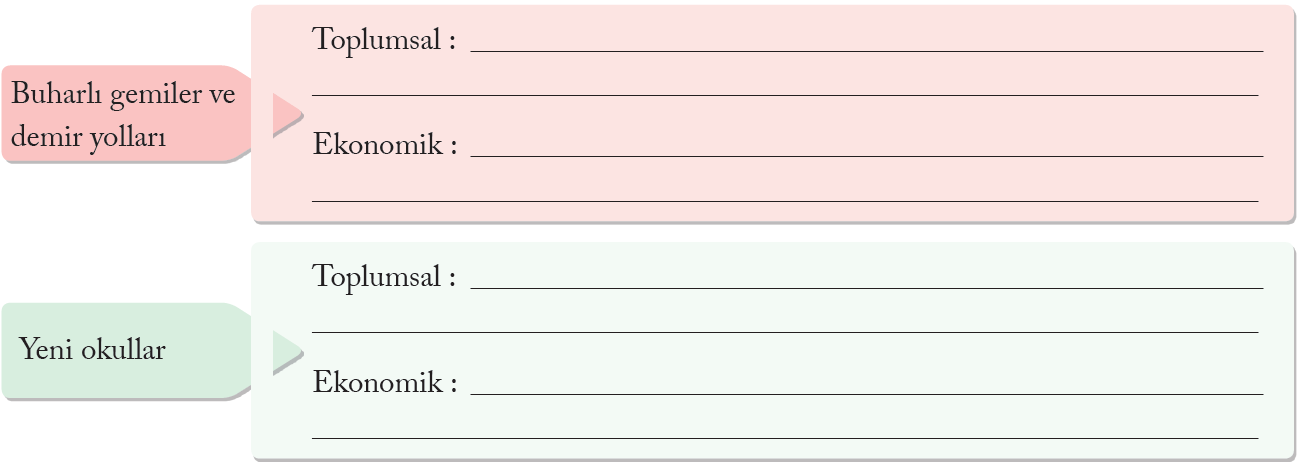 Buharlı gemiler ve
demir yolları
Toplumsal :
Ekonomik :
Yeni okullar
Toplumsal :
Ekonomik :